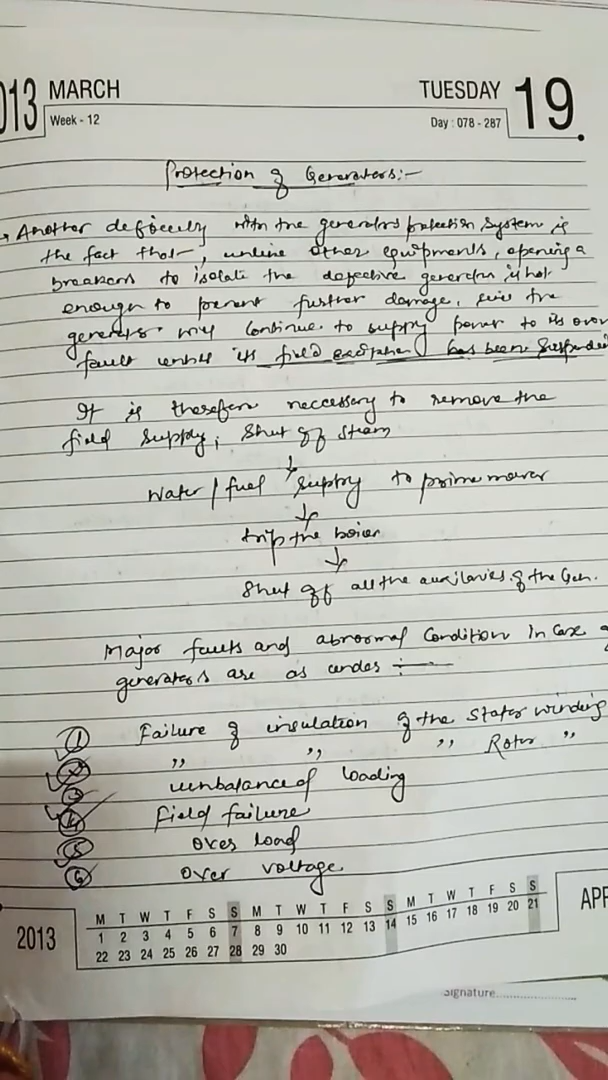 013 MARCH TUESDAY 19
Week - 12 Day : 078 - 287
Protection of Generators:-
→ Another deficiely with the generators protection system is
the fact that, unlike other equipments, opening a
breakers to isolate the defective generator is not
enough to prevent further damage, since the
generator will continue to supply power to its own
fault until its field excitation has been suspended
It is therefore neccessary to remove the
field supply, shut off steam
↓
water / fuel supply to prime mover
↓
trip the boiler
↓
Shut off all the auxilaries of the Gen.
Major faults and abnormal condition in case of
generators are as under :-
① Failure of insulation of the stator winding
② ,, ,, ,, Rotor ,,
③ unbalance of loading
④ field failure
⑤ over load
⑥ over voltage
M T W T F S S M T W T F S S M T W T F S S
2013 1 2 3 4 5 6 7 8 9 10 11 12 13 14 15 16 17 18 19 20 21 APR
22 23 24 25 26 27 28 29 30
Signature